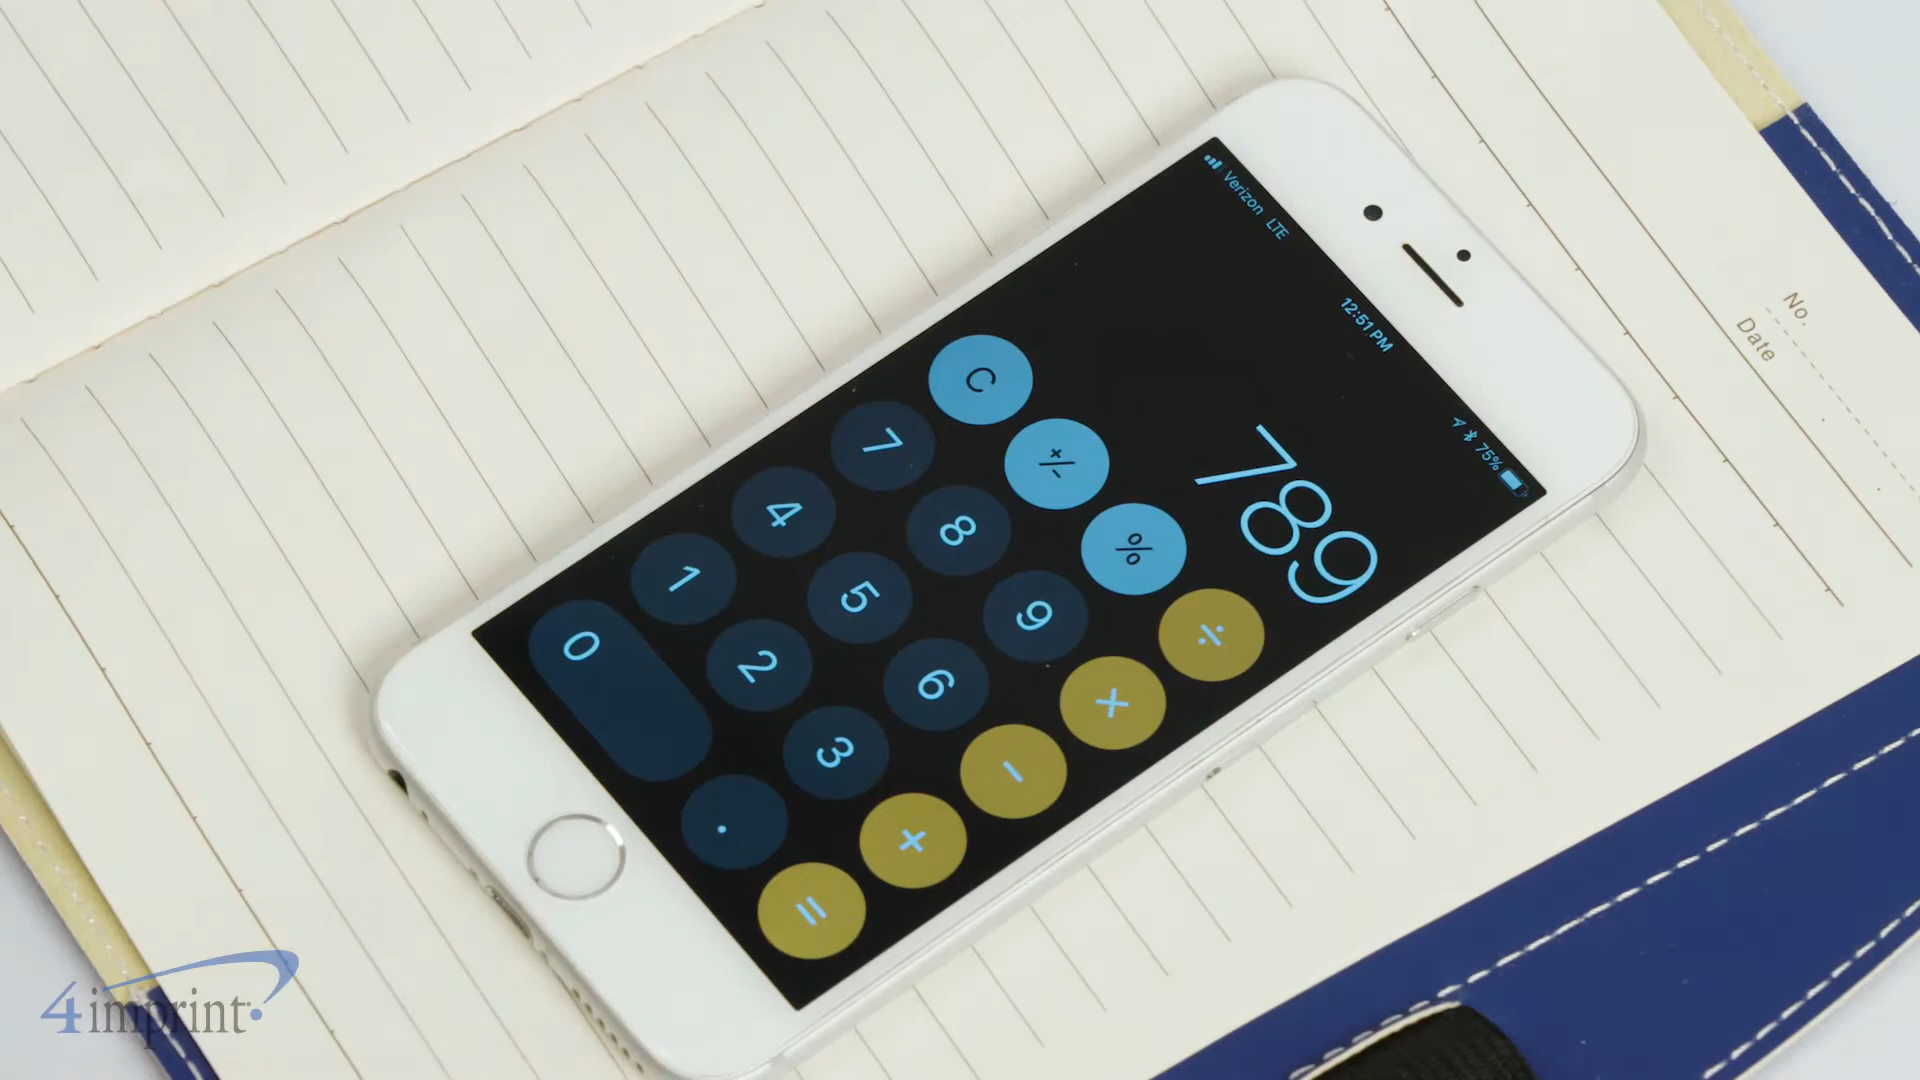 Verizon LTE
12:51 PM
75%
789
C +/- % ÷
7 8 9 ×
4 5 6 −
1 2 3 +
0 . =
No.
Date
4imprint